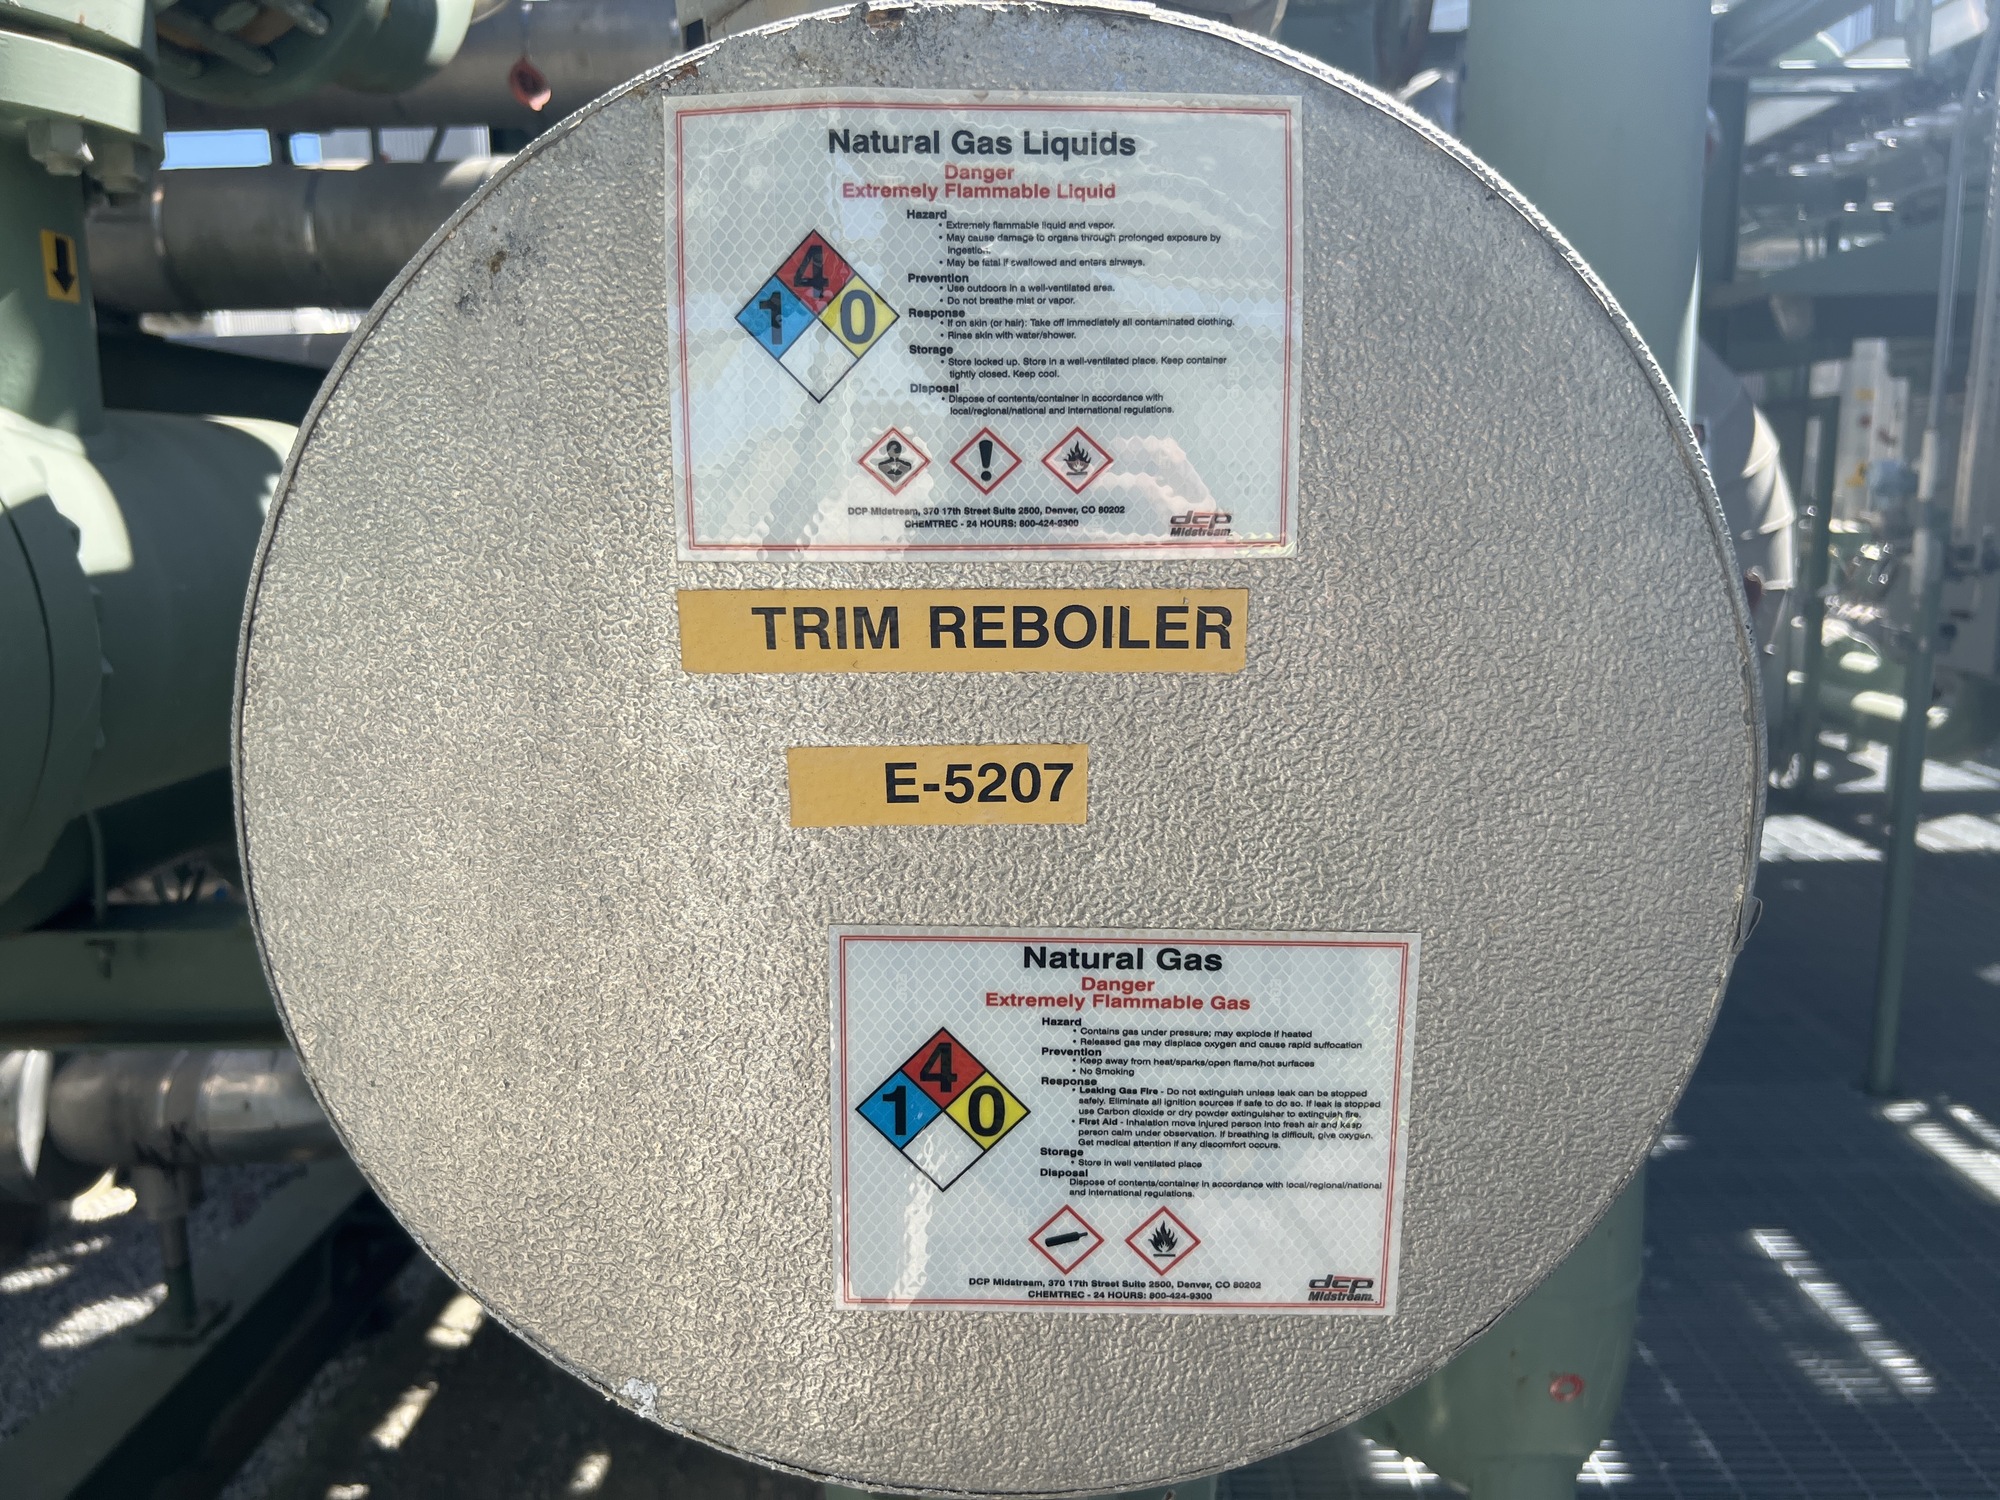 Natural Gas Liquids
Danger
Extremely Flammable Liquid
Hazard
• Extremely flammable liquid and vapor.
• May cause damage to organs through prolonged exposure by
ingestion.
• May be fatal if swallowed and enters airways.
Prevention
• Use outdoors in a well-ventilated area.
• Do not breathe mist or vapor.
Response
• If on skin (or hair): Take off immediately all contaminated clothing.
• Rinse skin with water/shower.
Storage
• Store locked up. Store in a well-ventilated place. Keep container
tightly closed. Keep cool.
Disposal
• Dispose of contents/container in accordance with
local/regional/national and international regulations.
4
1 0
DCP Midstream, 370 17th Street Suite 2500, Denver, CO 80202
CHEMTREC - 24 HOURS: 800-424-9300
dcp
Midstream.
TRIM REBOILER
E-5207
Natural Gas
Danger
Extremely Flammable Gas
Hazard
• Contains gas under pressure; may explode if heated
• Released gas may displace oxygen and cause rapid suffocation
Prevention
• Keep away from heat/sparks/open flame/hot surfaces
• No Smoking
Response
• Leaking Gas Fire - Do not extinguish unless leak can be stopped
safely. Eliminate all ignition sources if safe to do so. If leak is stopped
use Carbon dioxide or dry powder extinguisher to extinguish fire.
• First Aid - Inhalation move injured person into fresh air and keep
person calm under observation. If breathing is difficult, give oxygen.
Get medical attention if any discomfort occurs.
Storage
• Store in well ventilated place
Disposal
Dispose of contents/container in accordance with local/regional/national
and international regulations.
4
1 0
DCP Midstream, 370 17th Street Suite 2500, Denver, CO 80202
CHEMTREC - 24 HOURS: 800-424-9300
dcp
Midstream.